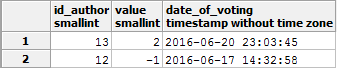 id_author value date_of_voting
smallint smallint timestamp without time zone
1 13 2 2016-06-20 23:03:45
2 12 -1 2016-06-17 14:32:58